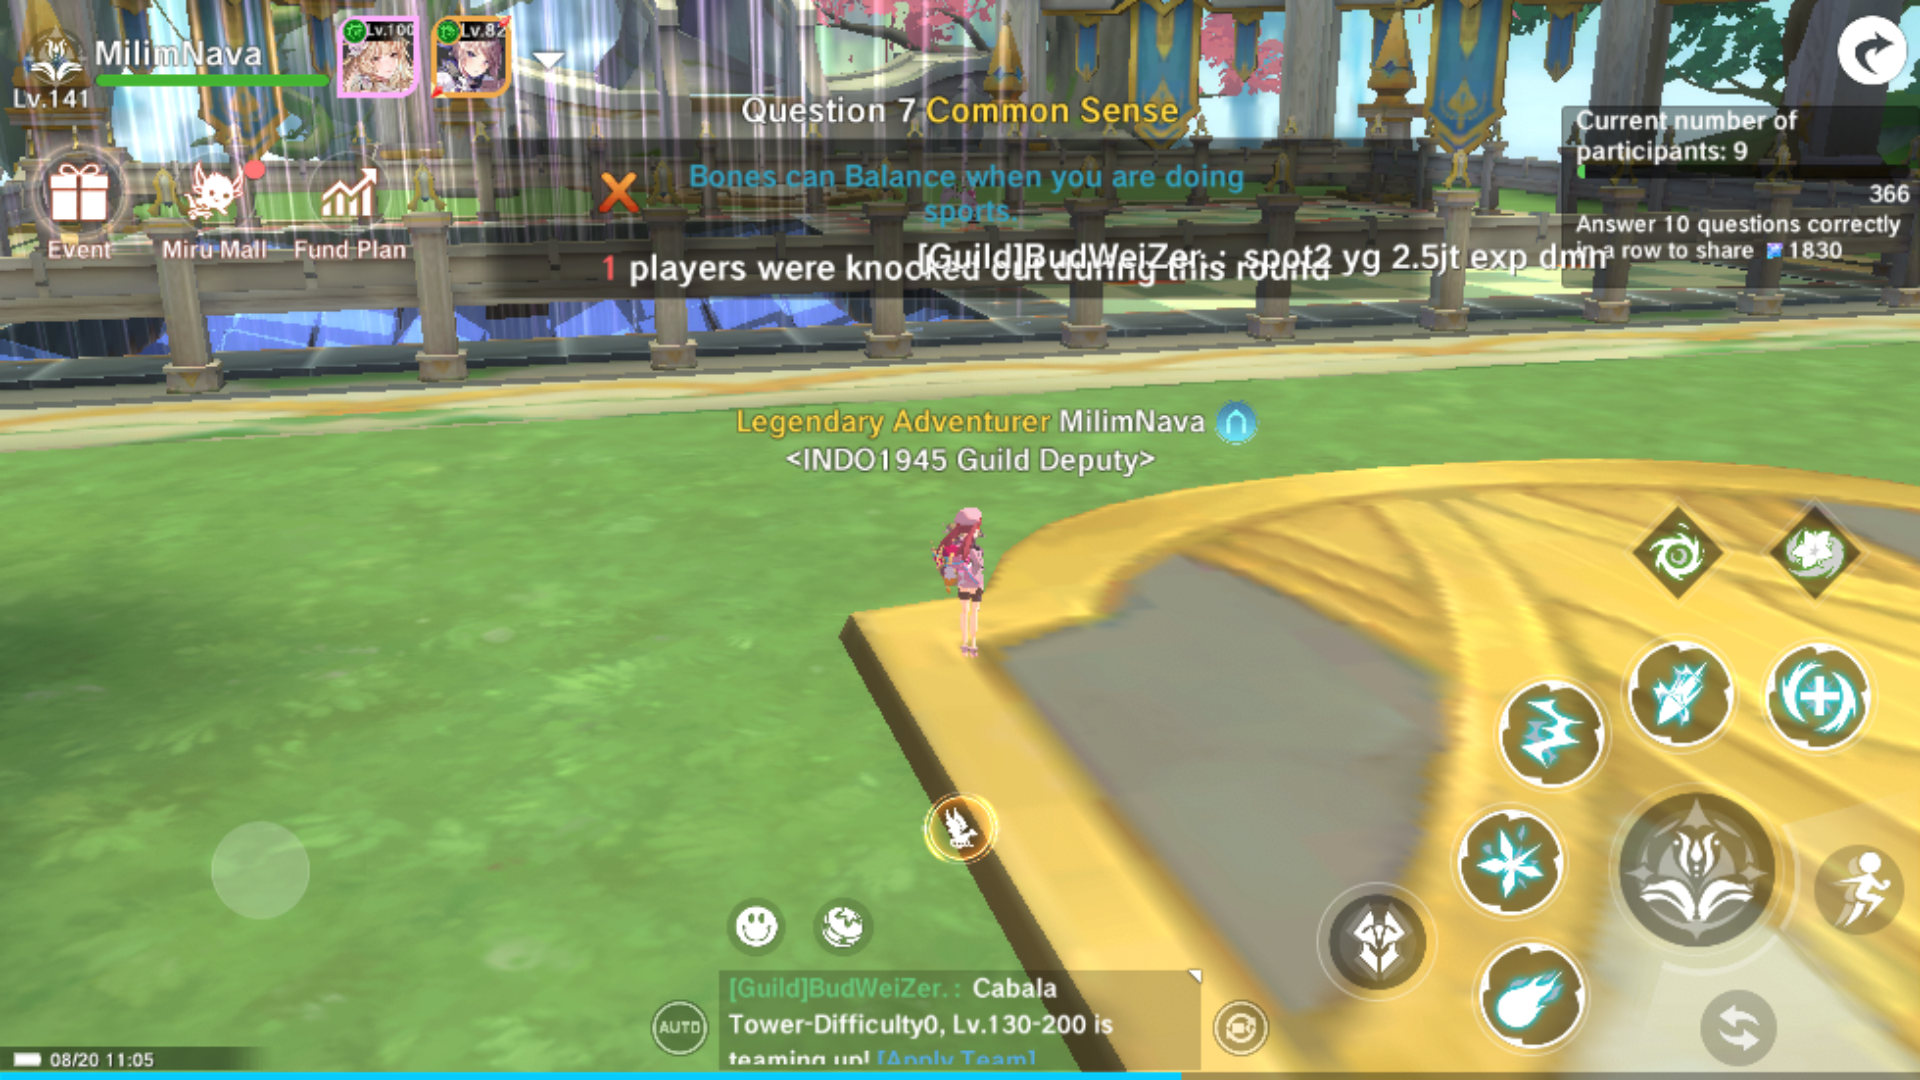 MilimNava
Lv.141
Lv.100
Lv.82
Event
Miru Mall
Fund Plan
Question 7 Common Sense
Bones can Balance when you are doing
sports.
1 players were knocked out during this round
[Guild]BudWeiZer. : spot2 yg 2.5jt exp dmn
Current number of
participants: 9
366
Answer 10 questions correctly
in a row to share 1830
Legendary Adventurer MilimNava
<INDO1945 Guild Deputy>
[Guild]BudWeiZer. : Cabala
Tower-Difficulty0, Lv.130-200 is
teaming up! [Apply Team]
AUTO
08/20 11:05